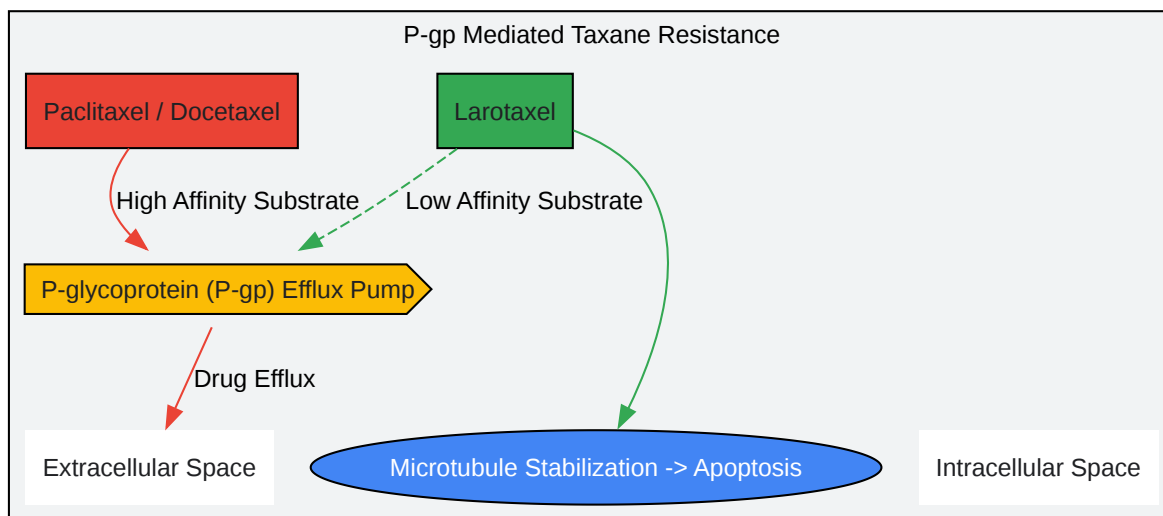 P-gp Mediated Taxane Resistance
Paclitaxel / Docetaxel
Larotaxel
High Affinity Substrate
Low Affinity Substrate
P-glycoprotein (P-gp) Efflux Pump
Drug Efflux
Extracellular Space
Microtubule Stabilization -> Apoptosis
Intracellular Space